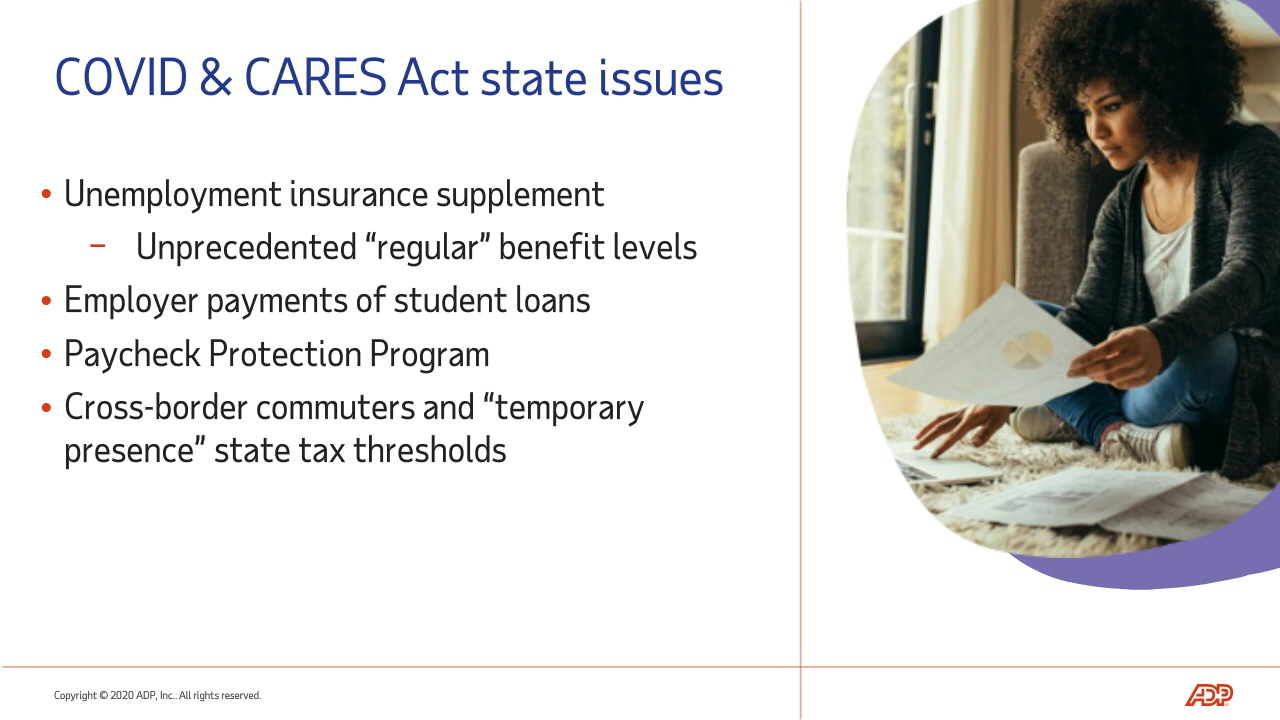 COVID & CARES Act state issues
• Unemployment insurance supplement
– Unprecedented “regular” benefit levels
• Employer payments of student loans
• Paycheck Protection Program
• Cross-border commuters and “temporary
presence” state tax thresholds
Copyright © 2020 ADP, Inc.. All rights reserved.
ADP